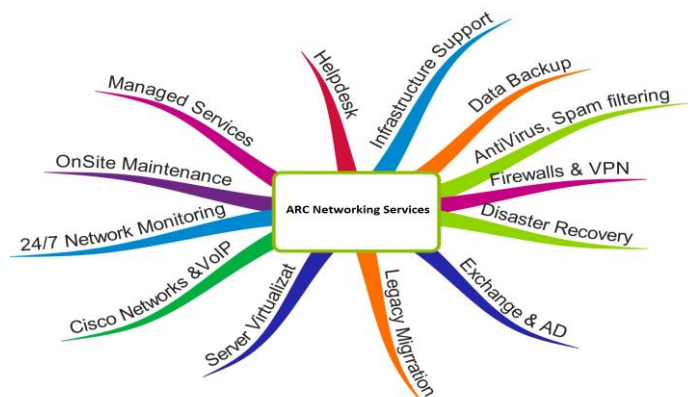 Helpdesk
Infrastructure Support
Data Backup
AntiVirus, Spam filtering
Firewalls & VPN
Disaster Recovery
Exchange & AD
Legacy Migrration
Server Virtualizat
Cisco Networks &VoIP
24/7 Network Monitoring
OnSite Maintenance
Managed Services
ARC Networking Services